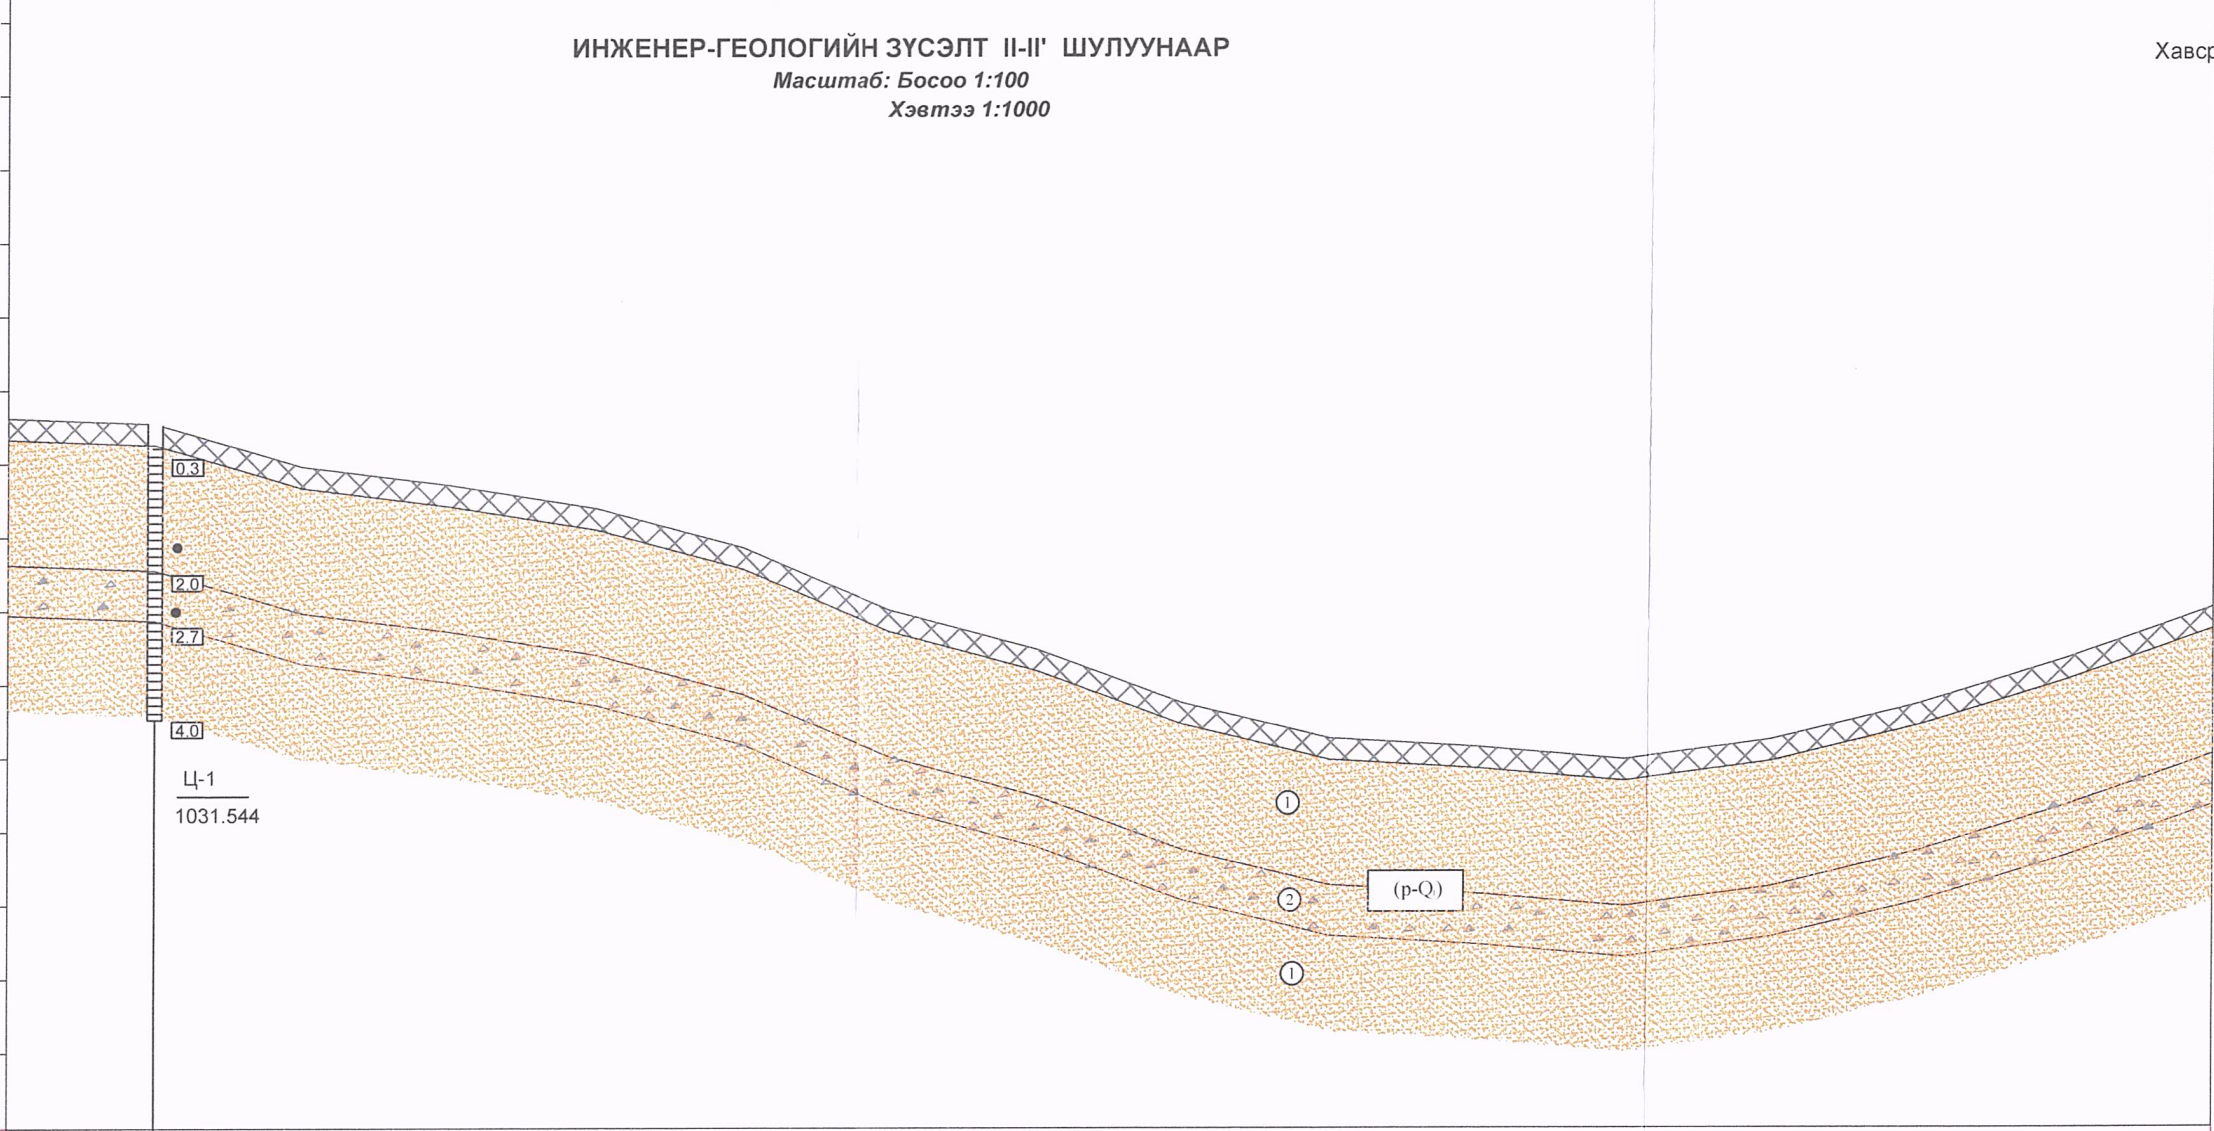 ИНЖЕНЕР-ГЕОЛОГИЙН ЗҮСЭЛТ II-II' ШУЛУУНААР
Масштаб: Босоо 1:100
Хэвтээ 1:1000
0.3
2.0
2.7
4.0
Ц-1
1031.544
1
2
(p-Q)
1